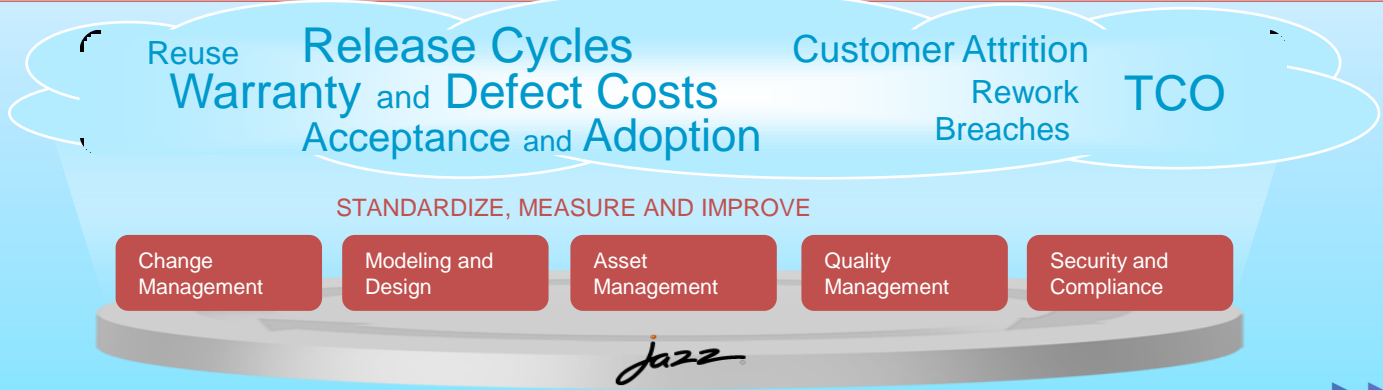 Reuse Release Cycles
Warranty and Defect Costs
Acceptance and Adoption
Customer Attrition
Rework
Breaches
TCO
STANDARDIZE, MEASURE AND IMPROVE
Change
Management
Modeling and
Design
Asset
Management
Quality
Management
Security and
Compliance
jazz